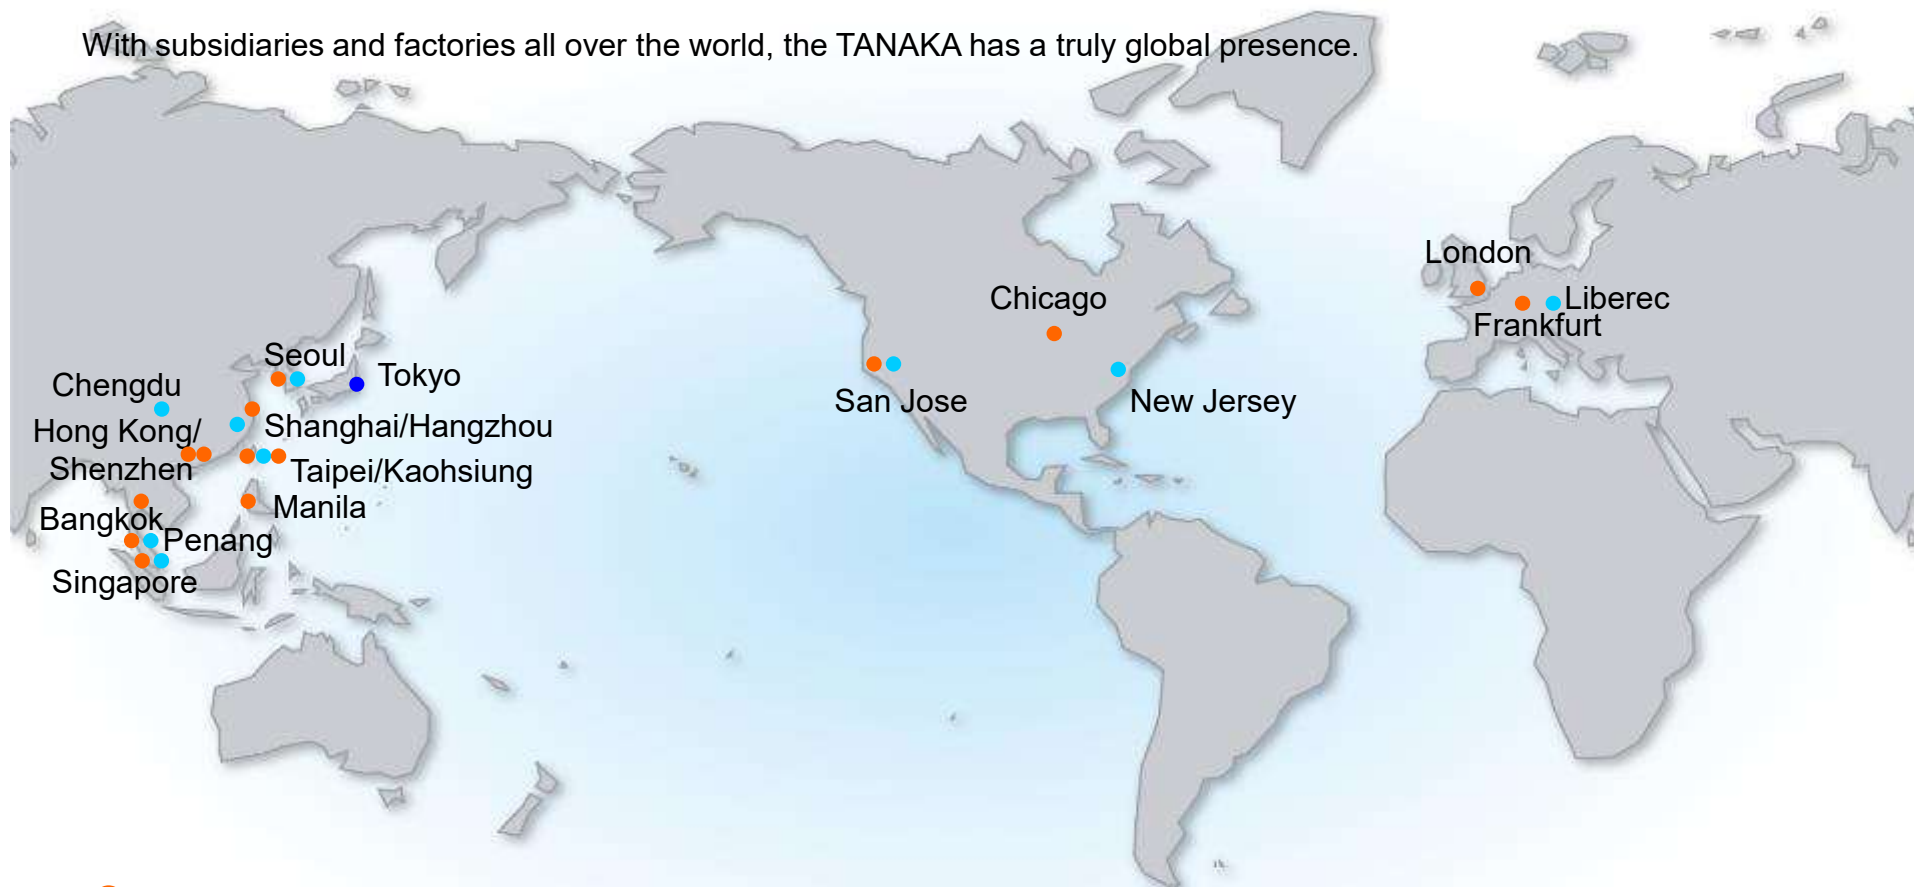 With subsidiaries and factories all over the world, the TANAKA has a truly global presence.
London
Chicago
Liberec
Frankfurt
Seoul
Tokyo
Chengdu
San Jose
New Jersey
Hong Kong/
Shenzhen
Shanghai/Hangzhou
Taipei/Kaohsiung
Manila
Bangkok
Penang
Singapore